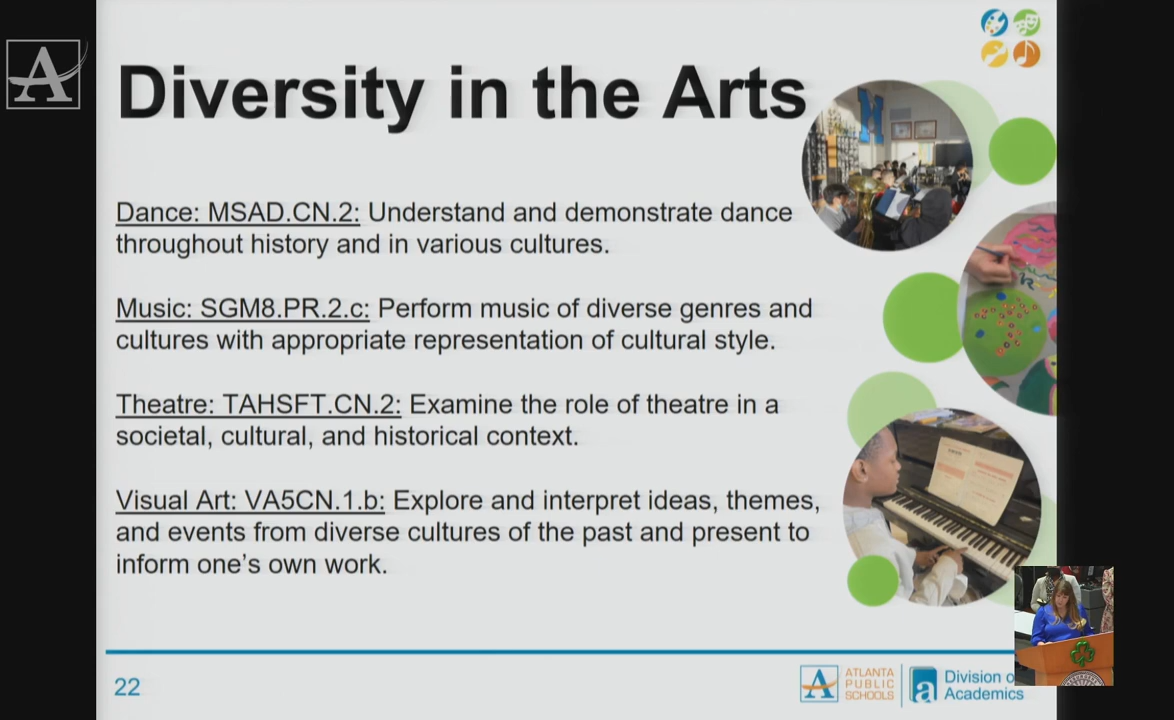 A
Diversity in the Arts
Dance: MSAD.CN.2: Understand and demonstrate dance
throughout history and in various cultures.
Music: SGM8.PR.2.c: Perform music of diverse genres and
cultures with appropriate representation of cultural style.
Theatre: TAHSFT.CN.2: Examine the role of theatre in a
societal, cultural, and historical context.
Visual Art: VA5CN.1.b: Explore and interpret ideas, themes,
and events from diverse cultures of the past and present to
inform one's own work.
22
A
ATLANTA
PUBLIC
SCHOOLS
a
Division o
Academics